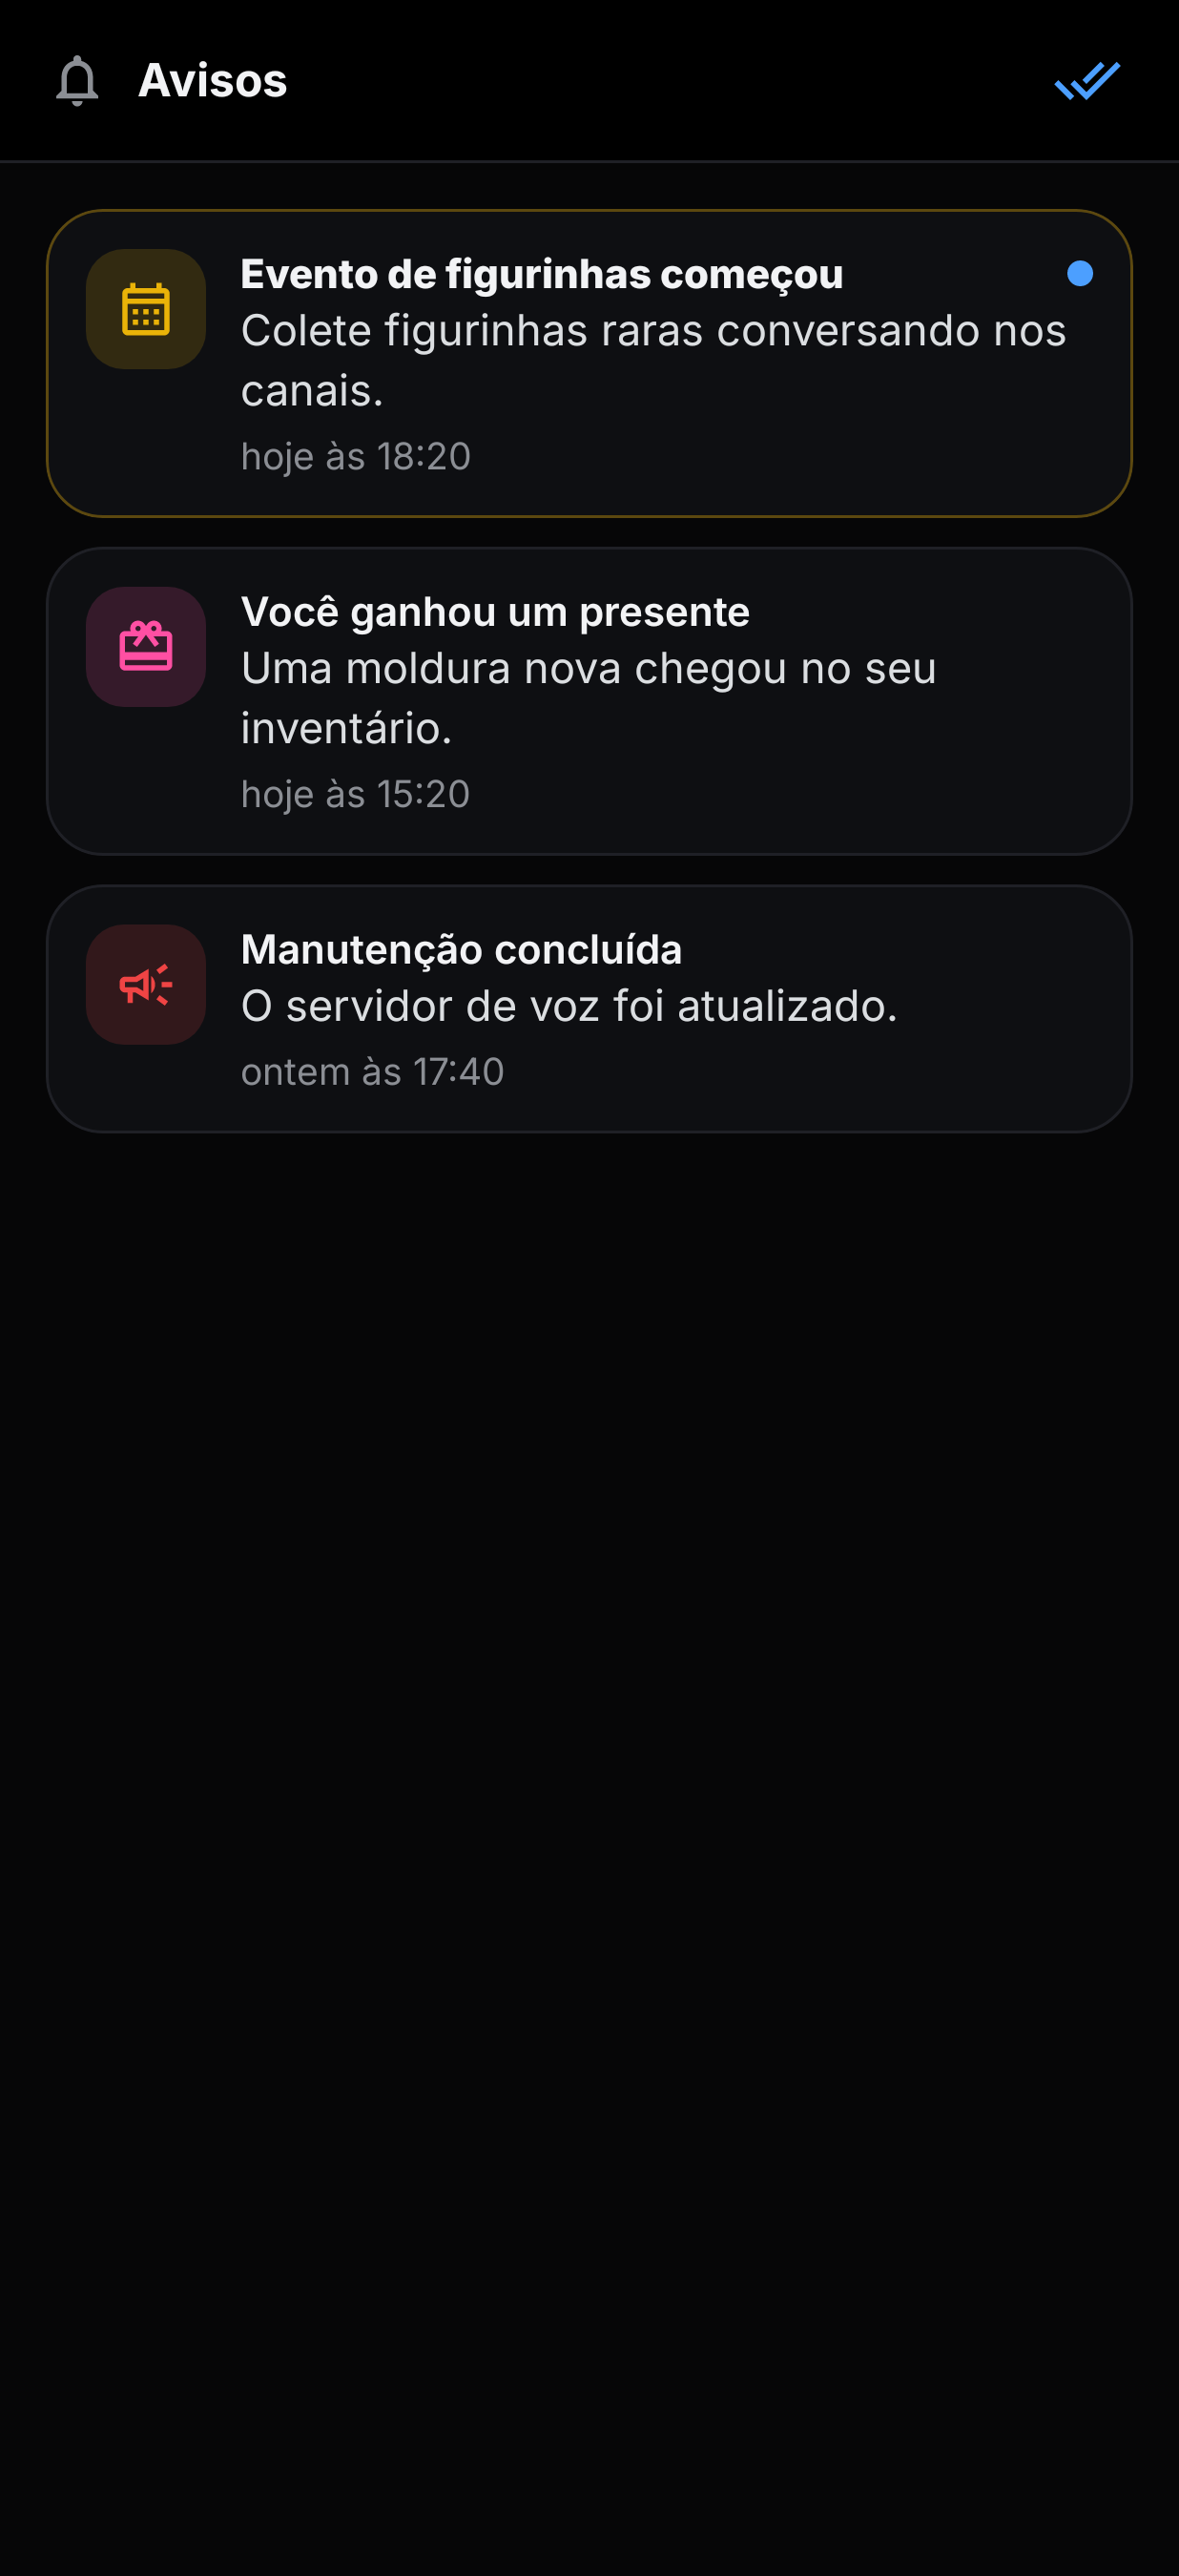 Avisos
Evento de figurinhas começou
Colete figurinhas raras conversando nos
canais.
hoje às 18:20
Você ganhou um presente
Uma moldura nova chegou no seu
inventário.
hoje às 15:20
Manutenção concluída
O servidor de voz foi atualizado.
ontem às 17:40